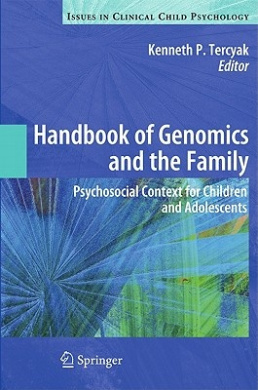 ISSUES IN CLINICAL CHILD PSYCHOLOGY
Kenneth P. Tercyak
Editor
Handbook of Genomics
and the Family
Psychosocial Context for Children
and Adolescents
Springer